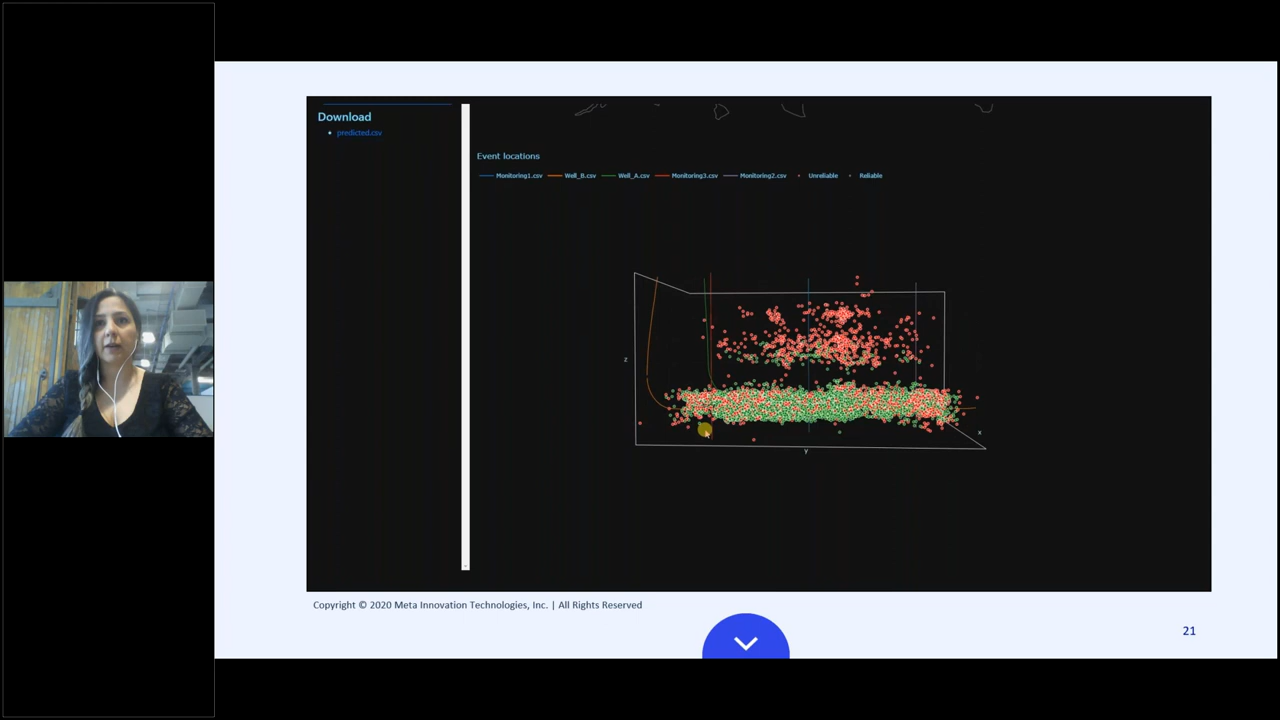 Download
predicted.csv
Event locations
Monitoring1.csv Well_B.csv Well_A.csv Monitoring3.csv Monitoring2.csv Unreliable Reliable
z
x
y
Copyright © 2020 Meta Innovation Technologies, Inc. | All Rights Reserved
21